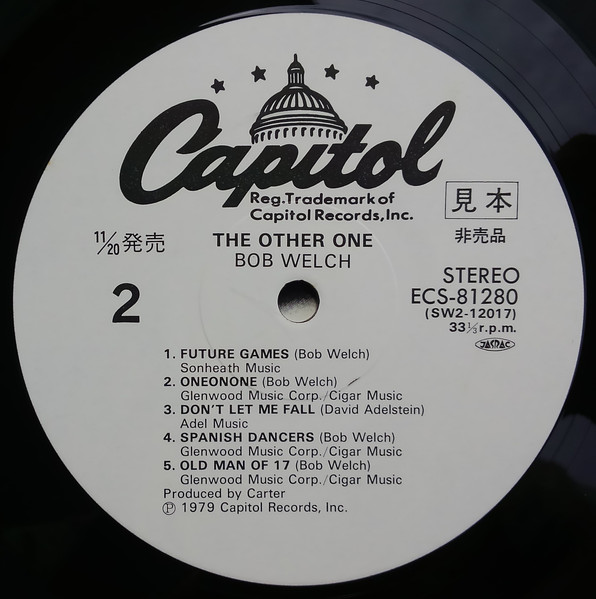 Capitol
Reg.Trademark of
Capitol Records,Inc.
見本
非売品
11/20発売
THE OTHER ONE
BOB WELCH
2
STEREO
ECS-81280
(SW2-12017)
33⅓r.p.m.
JASRAC
1. FUTURE GAMES (Bob Welch)
Sonheath Music
2. ONEONONE (Bob Welch)
Glenwood Music Corp./Cigar Music
3. DON'T LET ME FALL (David Adelstein)
Adel Music
4. SPANISH DANCERS (Bob Welch)
Glenwood Music Corp./Cigar Music
5. OLD MAN OF 17 (Bob Welch)
Glenwood Music Corp./Cigar Music
Produced by Carter
℗ 1979 Capitol Records, Inc.